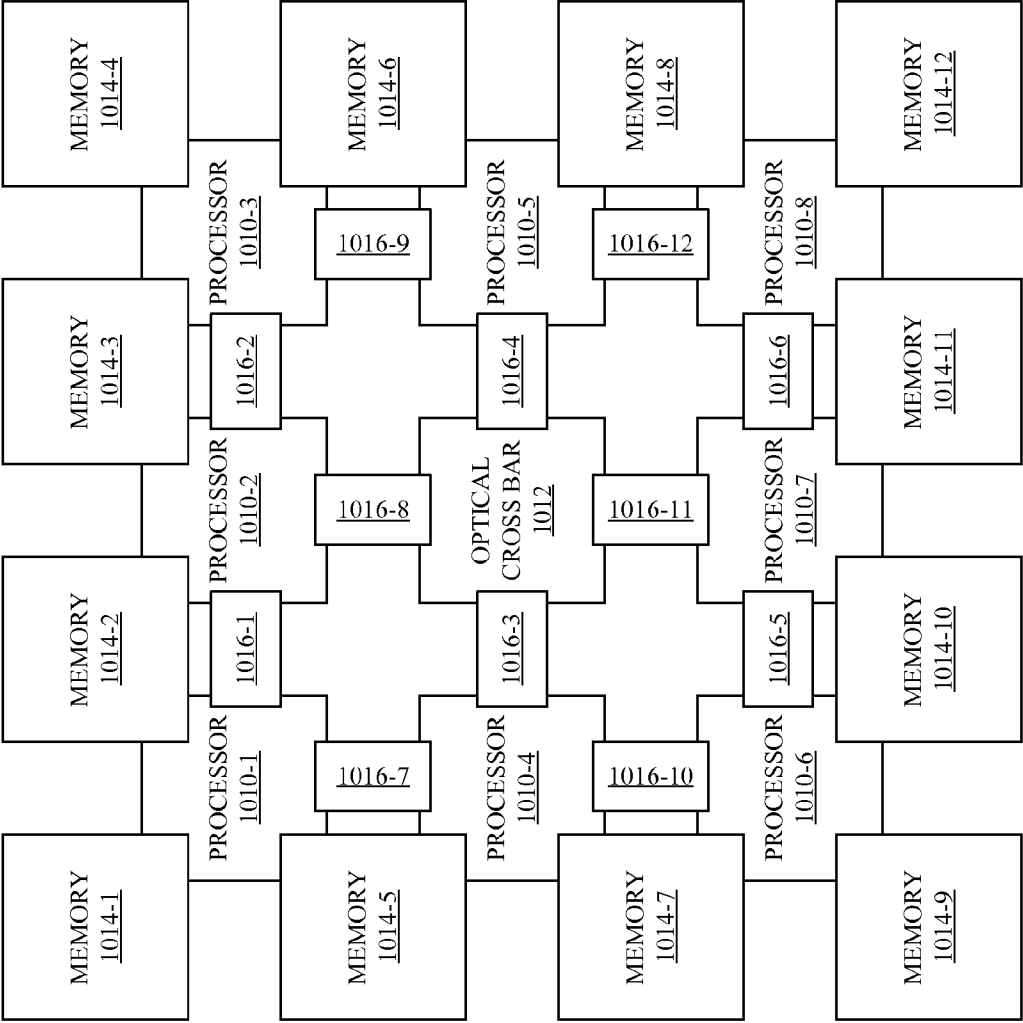 MEMORY
1014-1
MEMORY
1014-2
MEMORY
1014-3
MEMORY
1014-4
PROCESSOR
1010-1
1016-1
PROCESSOR
1010-2
1016-2
PROCESSOR
1010-3
MEMORY
1014-5
1016-7
1016-8
1016-9
MEMORY
1014-6
PROCESSOR
1010-4
1016-3
OPTICAL
CROSS BAR
1012
1016-4
PROCESSOR
1010-5
MEMORY
1014-7
1016-10
1016-11
1016-12
MEMORY
1014-8
PROCESSOR
1010-6
1016-5
PROCESSOR
1010-7
1016-6
PROCESSOR
1010-8
MEMORY
1014-9
MEMORY
1014-10
MEMORY
1014-11
MEMORY
1014-12